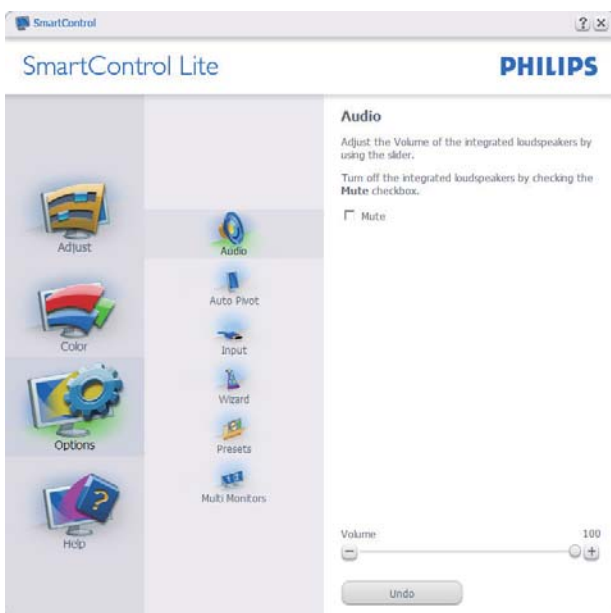 SmartControl
SmartControl Lite
PHILIPS
Adjust
Color
Options
Help
Audio
Auto Pivot
Input
Wizard
Presets
Multi Monitors
Audio
Adjust the Volume of the integrated loudspeakers by
using the slider.
Turn off the integrated loudspeakers by checking the
Mute checkbox.
Mute
Volume 100
Undo